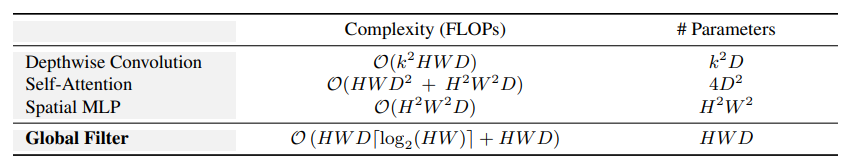 Complexity (FLOPs) # Parameters
Depthwise Convolution O(k²HWD) k²D
Self-Attention O(HWD² + H²W²D) 4D²
Spatial MLP O(H²W²D) H²W²
Global Filter O(HWD⌈log₂(HW)⌉ + HWD) HWD